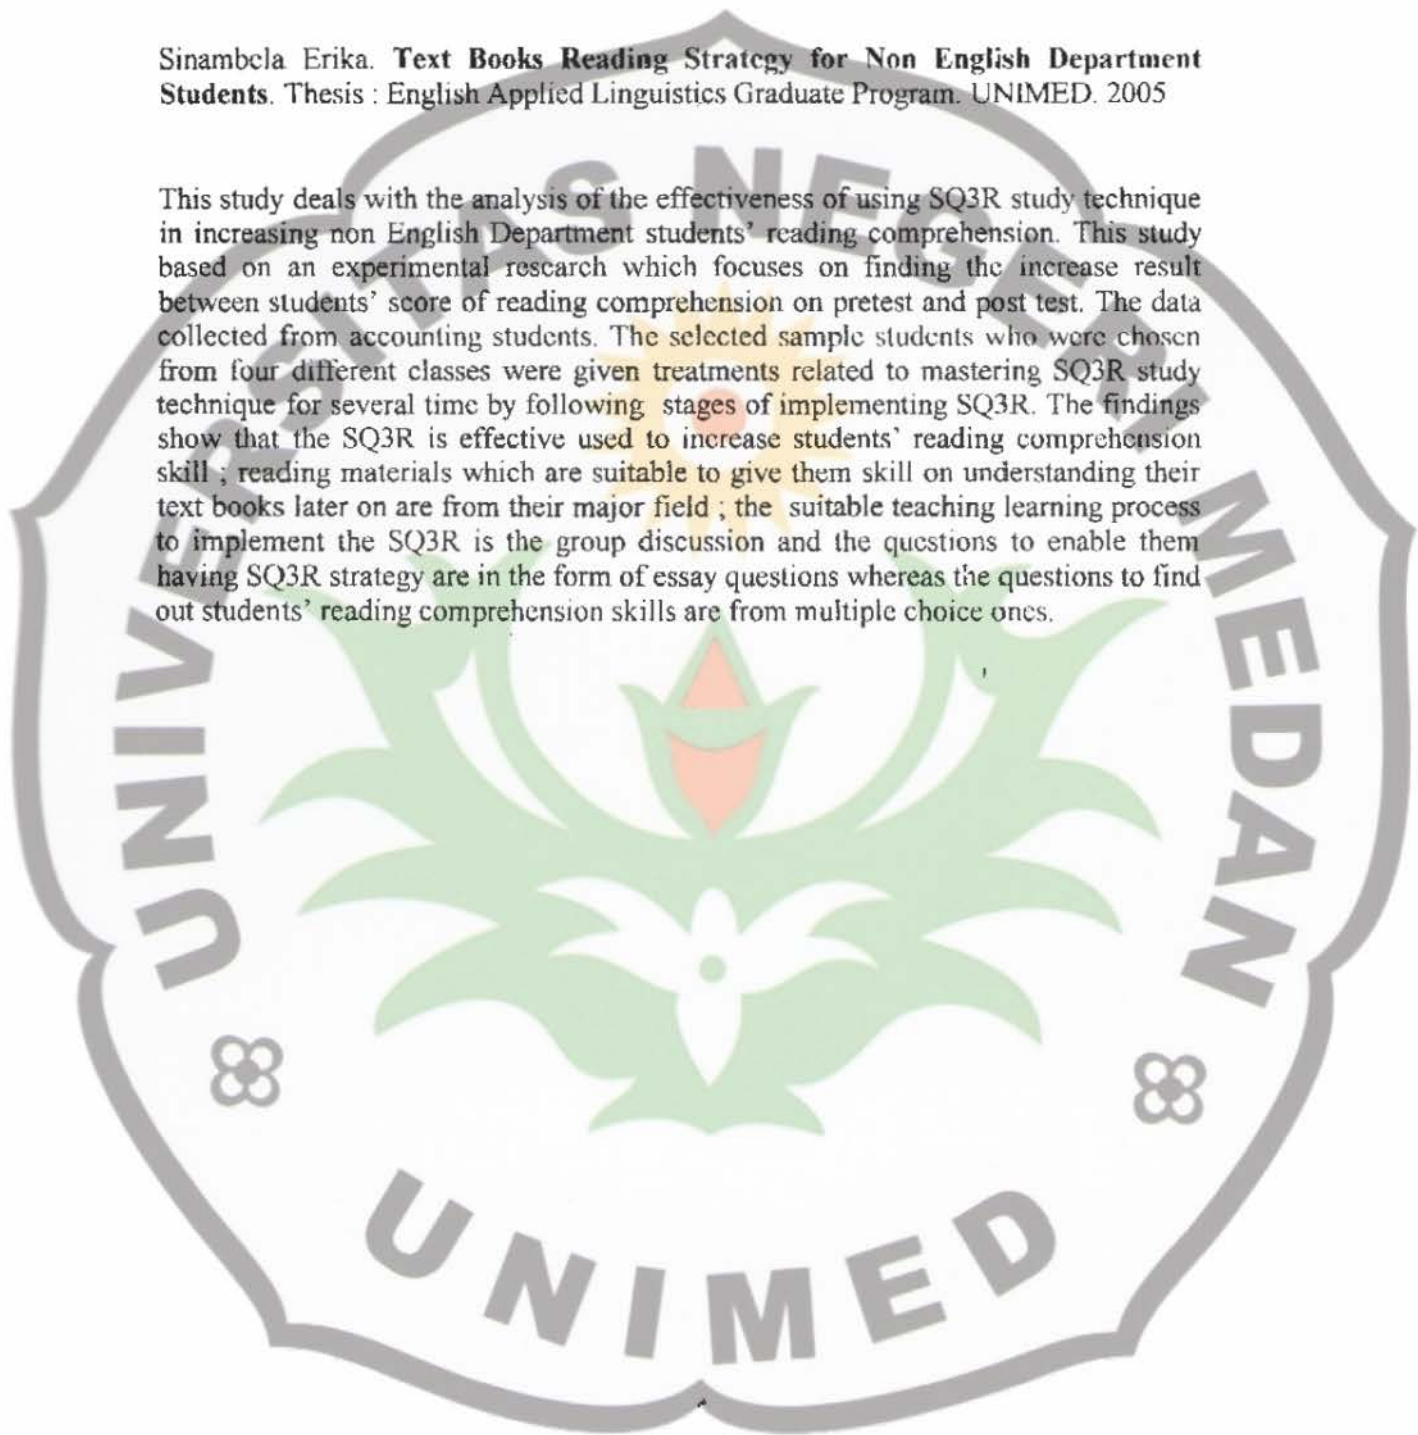 Sinambela Erika. Text Books Reading Strategy for Non English Department
Students. Thesis : English Applied Linguistics Graduate Program. UNIMED. 2005
This study deals with the analysis of the effectiveness of using SQ3R study technique
in increasing non English Department students' reading comprehension. This study
based on an experimental research which focuses on finding the increase result
between students' score of reading comprehension on pretest and post test. The data
collected from accounting students. The selected sample students who were chosen
from four different classes were given treatments related to mastering SQ3R study
technique for several time by following stages of implementing SQ3R. The findings
show that the SQ3R is effective used to increase students' reading comprehension
skill ; reading materials which are suitable to give them skill on understanding their
text books later on are from their major field ; the suitable teaching learning process
to implement the SQ3R is the group discussion and the questions to enable them
having SQ3R strategy are in the form of essay questions whereas the questions to find
out students' reading comprehension skills are from multiple choice ones.
UNIVERSITAS NEGERI MEDAN
UNIMED